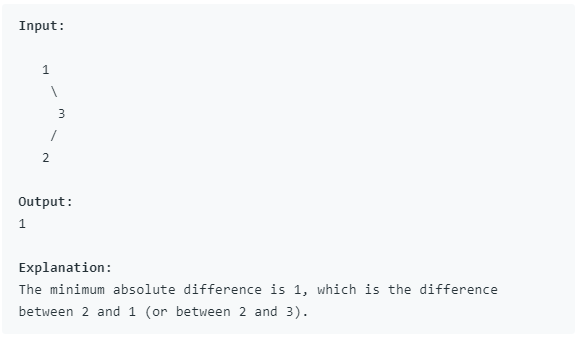 Input:
1
\
3
/
2
Output:
1
Explanation:
The minimum absolute difference is 1, which is the difference
between 2 and 1 (or between 2 and 3).